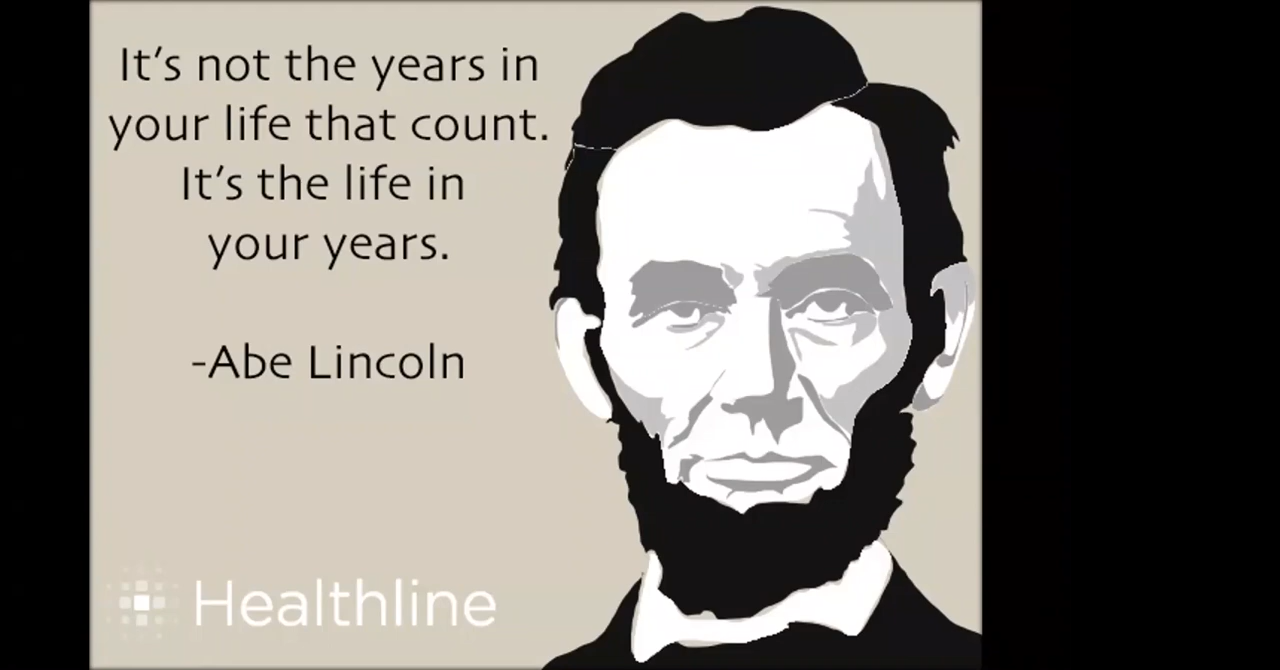 It's not the years in
your life that count.
It's the life in
your years.
-Abe Lincoln
Healthline